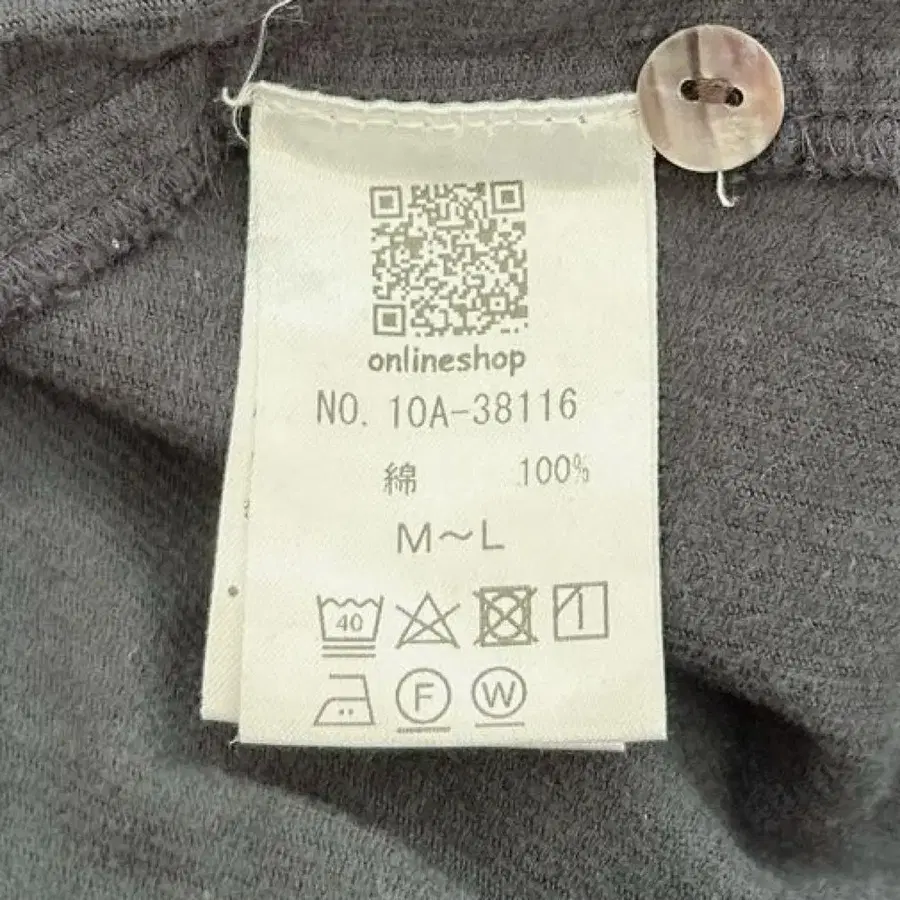 onlineshop
NO. 10A-38116
綿 100%
M～L
40
F W